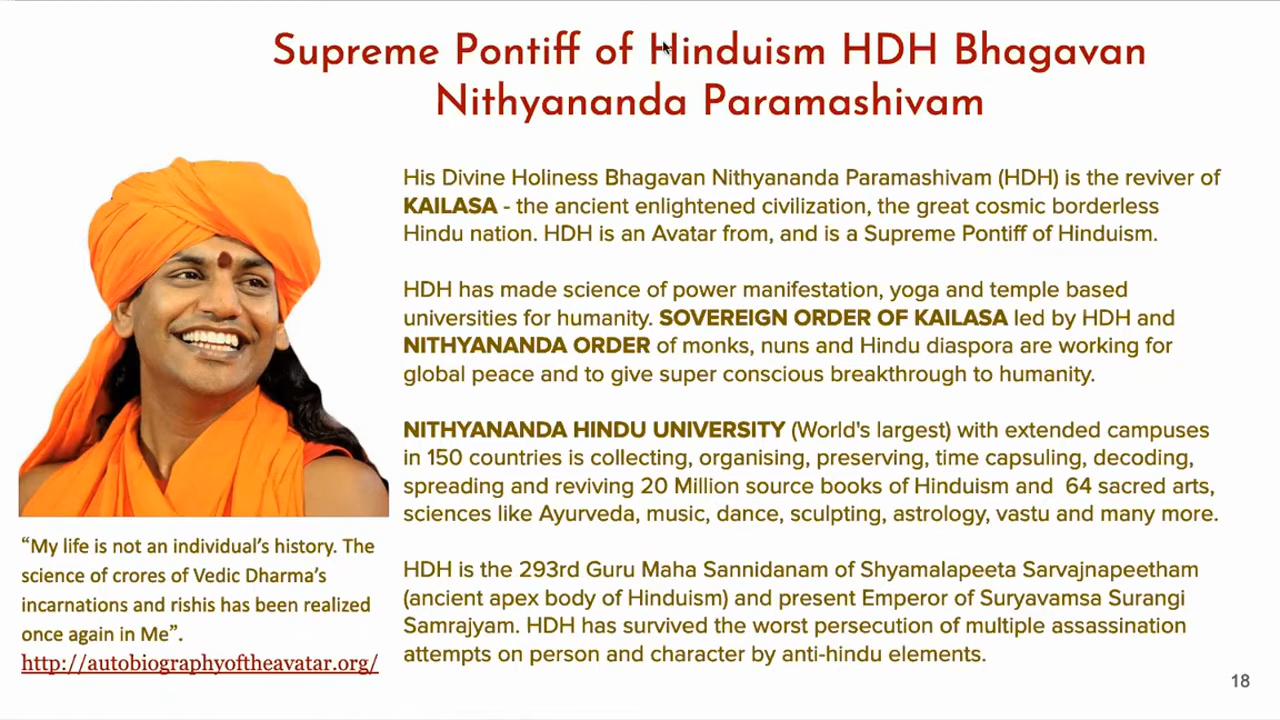 Supreme Pontiff of Hinduism HDH Bhagavan
Nithyananda Paramashivam
His Divine Holiness Bhagavan Nithyananda Paramashivam (HDH) is the reviver of
KAILASA - the ancient enlightened civilization, the great cosmic borderless
Hindu nation. HDH is an Avatar from, and is a Supreme Pontiff of Hinduism.
HDH has made science of power manifestation, yoga and temple based
universities for humanity. SOVEREIGN ORDER OF KAILASA led by HDH and
NITHYANANDA ORDER of monks, nuns and Hindu diaspora are working for
global peace and to give super conscious breakthrough to humanity.
NITHYANANDA HINDU UNIVERSITY (World's largest) with extended campuses
in 150 countries is collecting, organising, preserving, time capsuling, decoding,
spreading and reviving 20 Million source books of Hinduism and 64 sacred arts,
sciences like Ayurveda, music, dance, sculpting, astrology, vastu and many more.
HDH is the 293rd Guru Maha Sannidanam of Shyamalapeeta Sarvajnapeetham
(ancient apex body of Hinduism) and present Emperor of Suryavamsa Surangi
Samrajyam. HDH has survived the worst persecution of multiple assassination
attempts on person and character by anti-hindu elements.
“My life is not an individual’s history. The
science of crores of Vedic Dharma’s
incarnations and rishis has been realized
once again in Me”.
http://autobiographyoftheavatar.org/
18